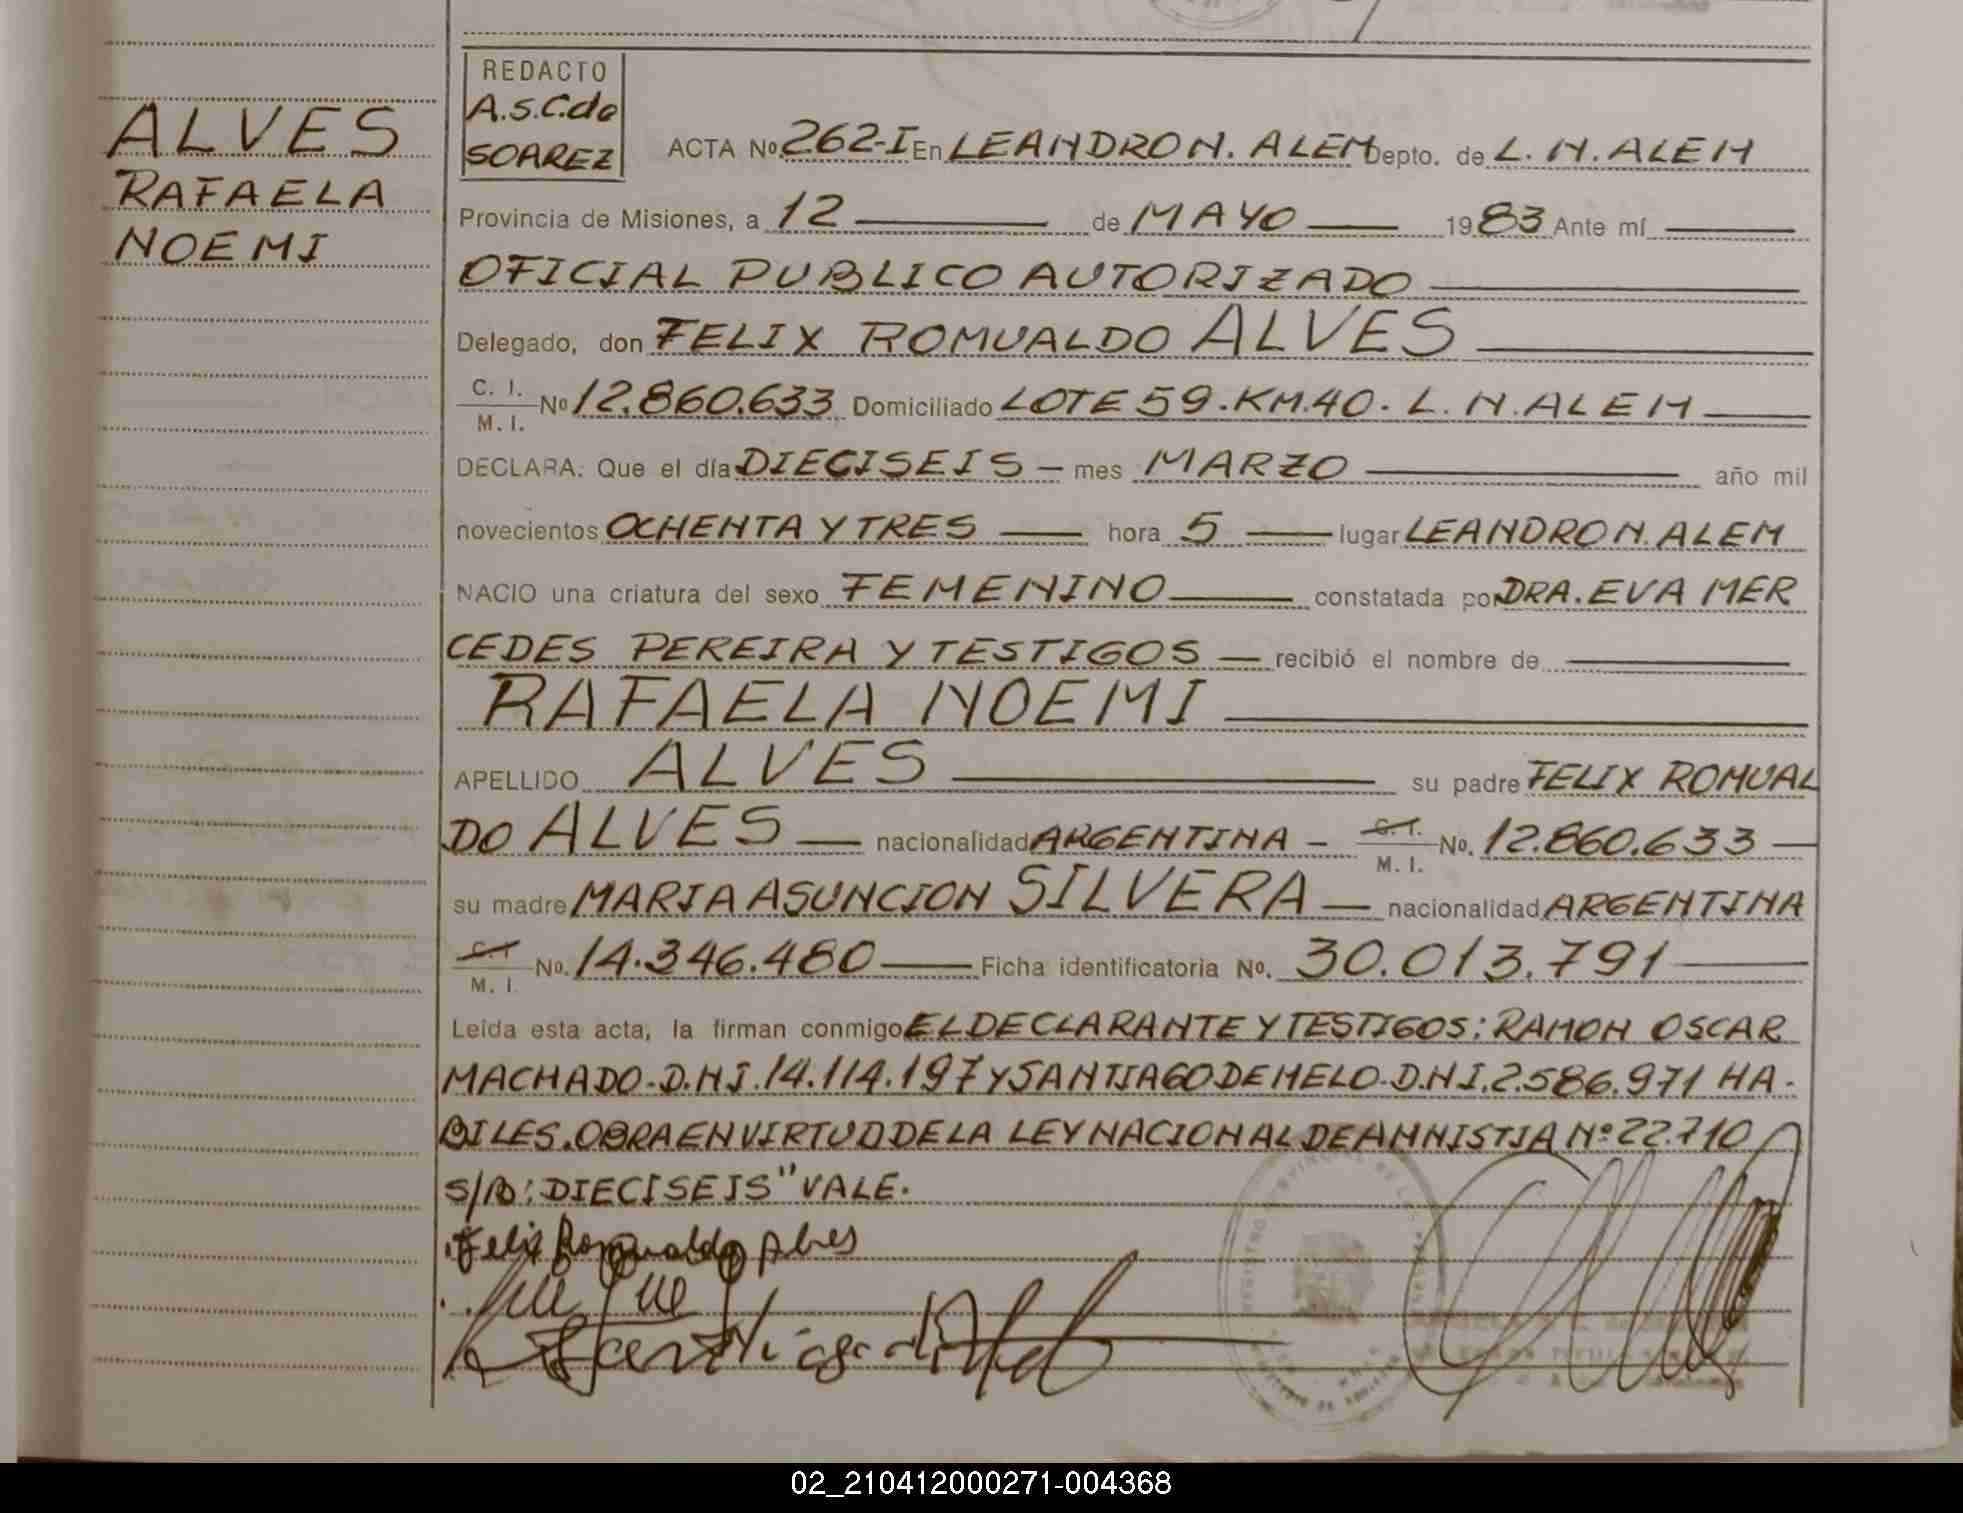 ALVES
RAFAELA
NOEMI
REDACTO
A.S.C.de
SOAREZ
ACTA No. 262-I En LEANDRO N. ALEM Depto. de L. N. ALEM
Provincia de Misiones, a 12 de MAYO 1983 Ante mí
OFICIAL PUBLICO AUTORIZADO
Delegado, don FELIX ROMUALDO ALVES
C. I.
M. I. No 12.860.633 Domiciliado LOTE 59.KM.40. L. N. ALEM
DECLARA: Que el día DIECISEIS mes MARZO año mil
novecientos OCHENTA Y TRES hora 5 lugar LEANDRO N. ALEM
NACIO una criatura del sexo FEMENINO constatada por DRA. EVA MER
CEDES PEREIRA Y TESTIGOS recibió el nombre de
RAFAELA NOEMI
APELLIDO ALVES su padre FELIX ROMUAL
DO ALVES nacionalidad ARGENTINA C. I.
M. I. No. 12.860.633
su madre MARIA ASUNCION SILVERA nacionalidad ARGENTINA
C. I.
M. I. No. 14.346.480 Ficha identificatoria No. 30.013.791
Leída esta acta, la firman conmigo EL DECLARANTE Y TESTIGOS: RAMON OSCAR
MACHADO-D.N.I.14.114.197 Y SANTIAGO DE MELO-D.N.I.2.586.971 HA-
BILES.OBRA EN VIRTUD DE LA LEY NACIONAL DE AMNISTIA Nº 22.710
S/B: DIECISEIS" VALE.
Felix Romualdo Alves
02_210412000271-004368